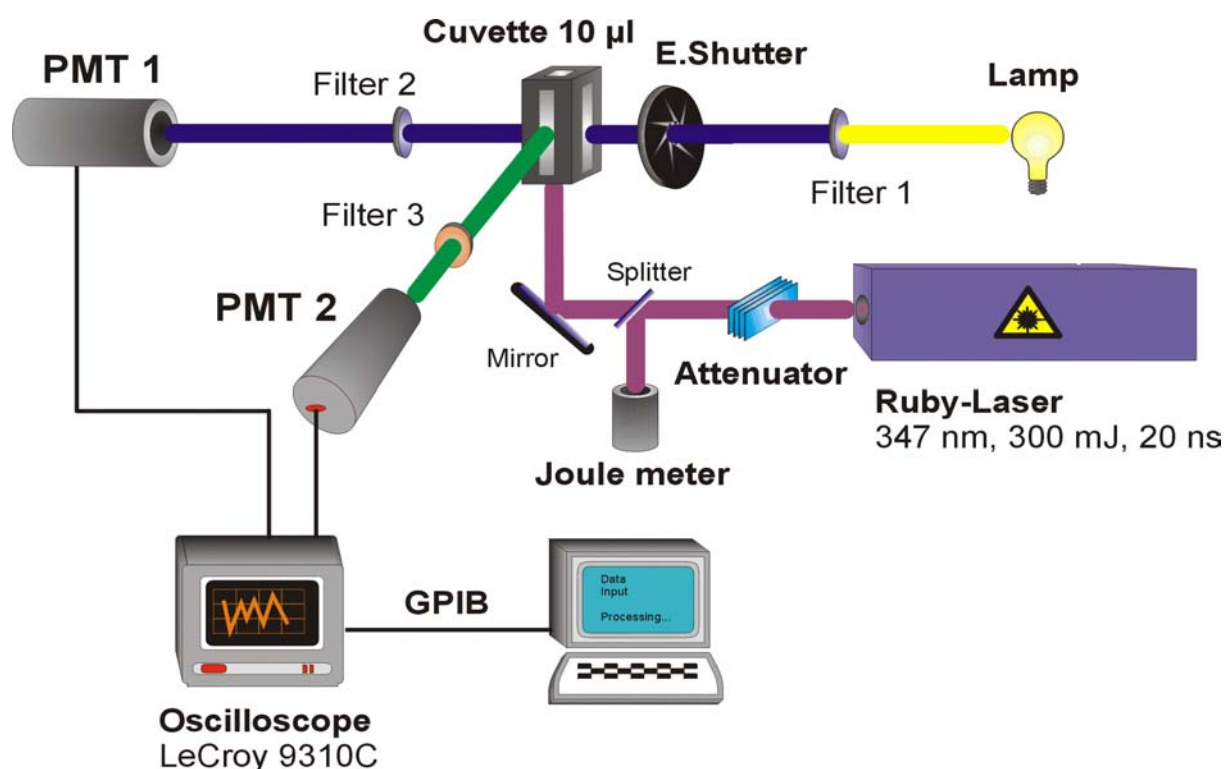 Cuvette 10 µl
E.Shutter
PMT 1
Lamp
Filter 2
Filter 1
Filter 3
Splitter
PMT 2
Mirror
Attenuator
Ruby-Laser
347 nm, 300 mJ, 20 ns
Joule meter
Data
Input
Processing...
GPIB
Oscilloscope
LeCroy 9310C